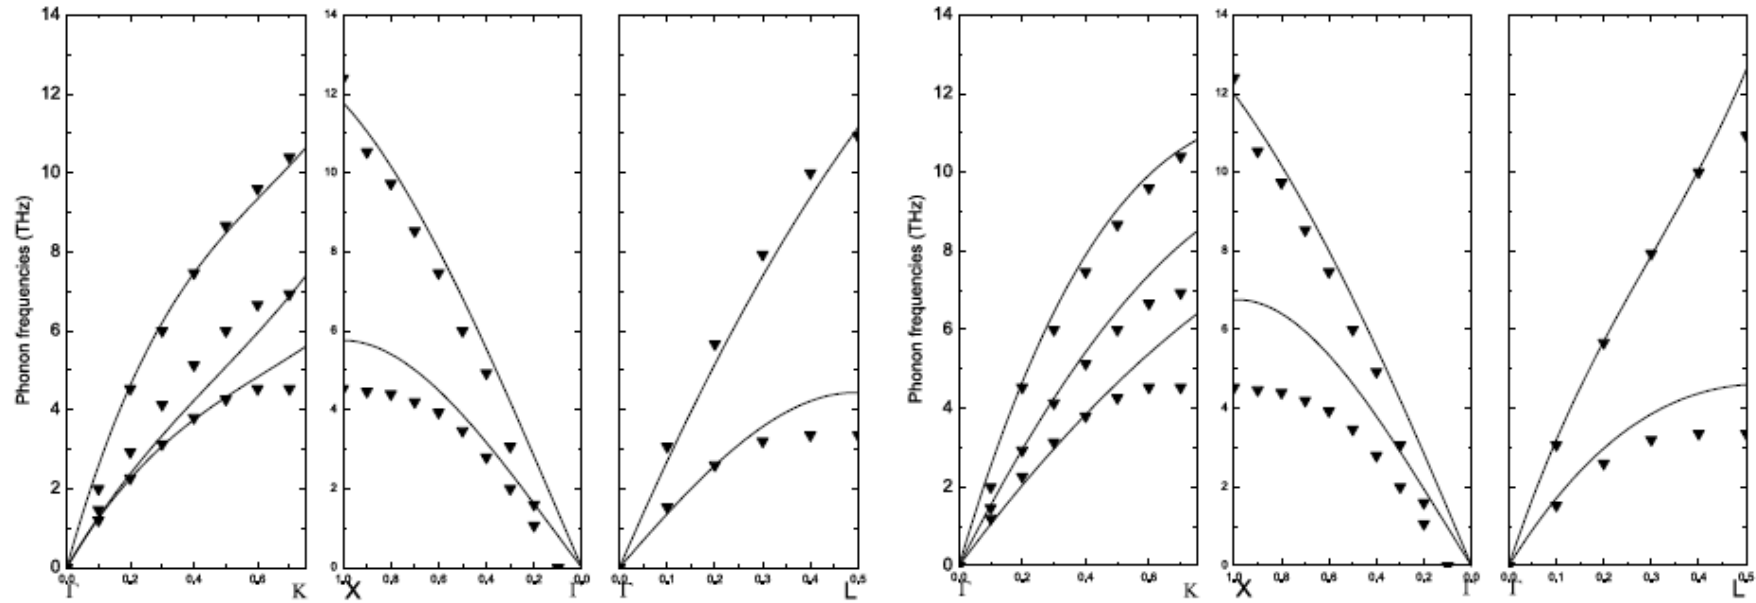 14 14 14 14
12 12 12 12
10 10 10 10
Phonon frequencies (THz) 8 8 Phonon frequencies (THz) 8 8
6 6 6 6
4 4 4 4
2 2 2 2
0 0 0 0
0,0 0,2 0,4 0,6 1,0 0,8 0,6 0,4 0,2 0,0 0,0 0,1 0,2 0,3 0,4 0,5 0,0 0,2 0,4 0,6 1,0 0,8 0,6 0,4 0,2 0,0 0,0 0,1 0,2 0,3 0,4 0,5
Γ K X Γ Γ L Γ K X Γ Γ L